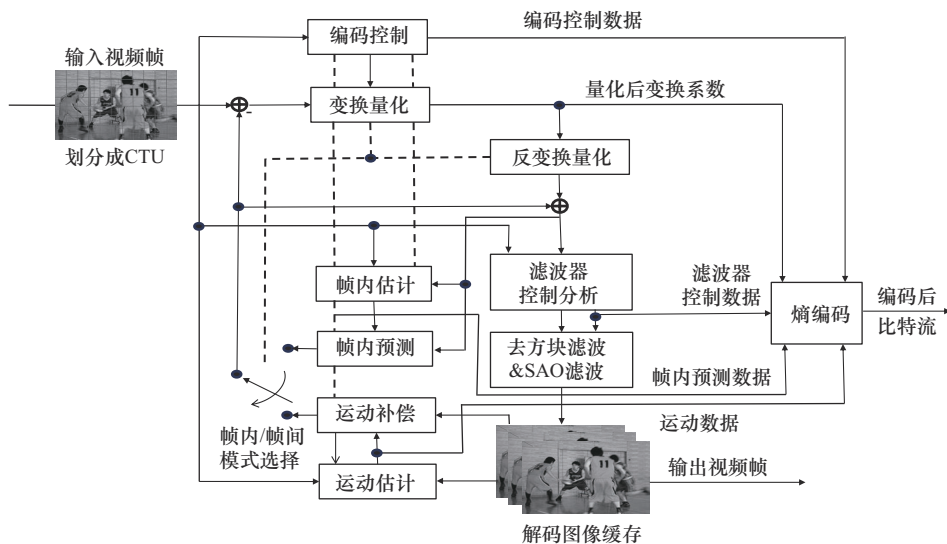 编码控制
编码控制数据
输入视频帧
划分成CTU
-
变换量化
量化后变换系数
反变换量化
帧内估计
滤波器
控制分析
滤波器
控制数据
熵编码
编码后
比特流
帧内预测
去方块滤波
&SAO滤波
帧内预测数据
运动补偿
运动数据
帧内/帧间
模式选择
运动估计
11
11
输出视频帧
解码图像缓存